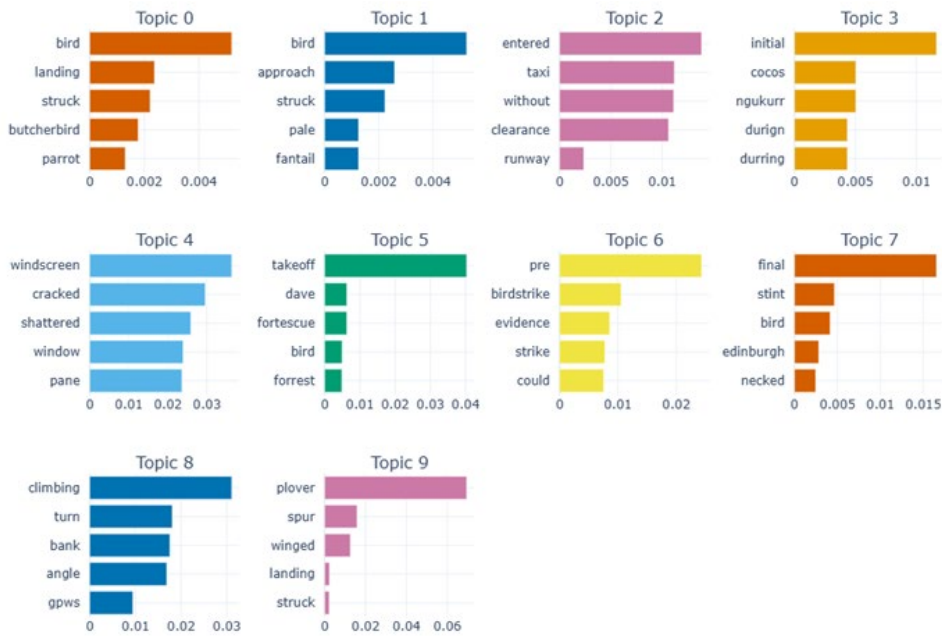 Topic 0
bird
landing
struck
butcherbird
parrot
0 0.002 0.004
Topic 1
bird
approach
struck
pale
fantail
0 0.002 0.004
Topic 2
entered
taxi
without
clearance
runway
0 0.005 0.01
Topic 3
initial
cocos
ngukurr
durign
durring
0 0.005 0.01
Topic 4
windscreen
cracked
shattered
window
pane
0 0.01 0.02 0.03
Topic 5
takeoff
dave
fortescue
bird
forrest
0 0.01 0.02 0.03 0.04
Topic 6
pre
birdstrike
evidence
strike
could
0 0.01 0.02
Topic 7
final
stint
bird
edinburgh
necked
0 0.005 0.01 0.015
Topic 8
climbing
turn
bank
angle
gpws
0 0.01 0.02 0.03
Topic 9
plover
spur
winged
landing
struck
0 0.02 0.04 0.06